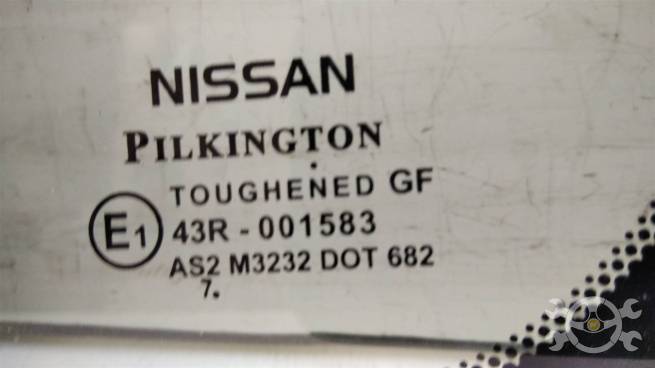 NISSAN
PILKINGTON
TOUGHENED GF
E1 43R - 001583
AS2 M3232 DOT 682
7.